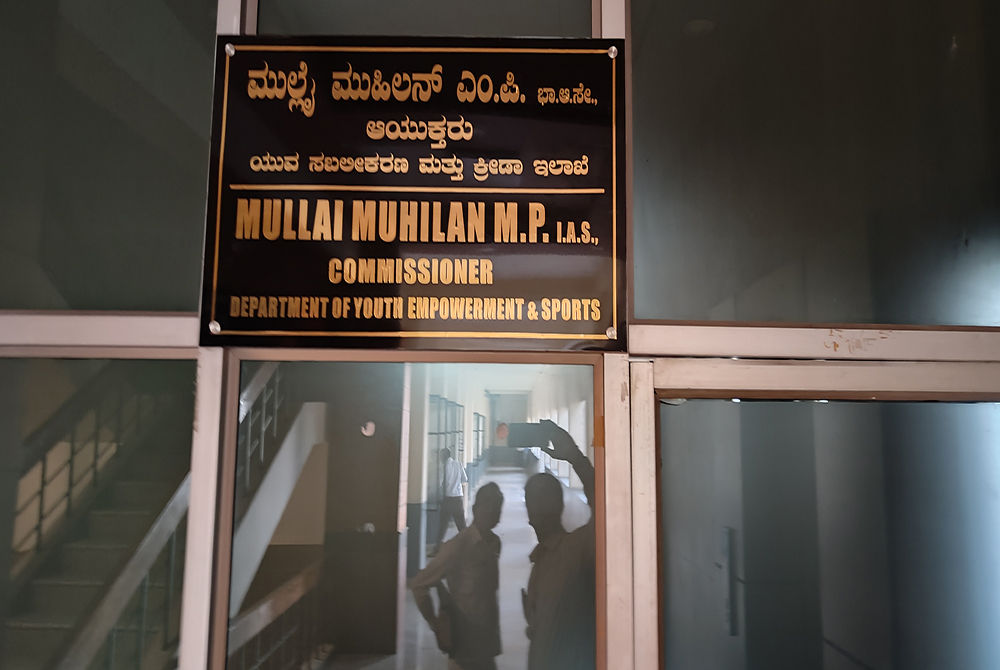 ಮುಲ್ಲೈ ಮುಹಿಲನ್ ಎಂ.ಪಿ. ಭಾ.ಆ.ಸೇ.,
ಆಯುಕ್ತರು
ಯುವ ಸಬಲೀಕರಣ ಮತ್ತು ಕ್ರೀಡಾ ಇಲಾಖೆ
MULLAI MUHILAN M.P. I.A.S.,
COMMISSIONER
DEPARTMENT OF YOUTH EMPOWERMENT & SPORTS